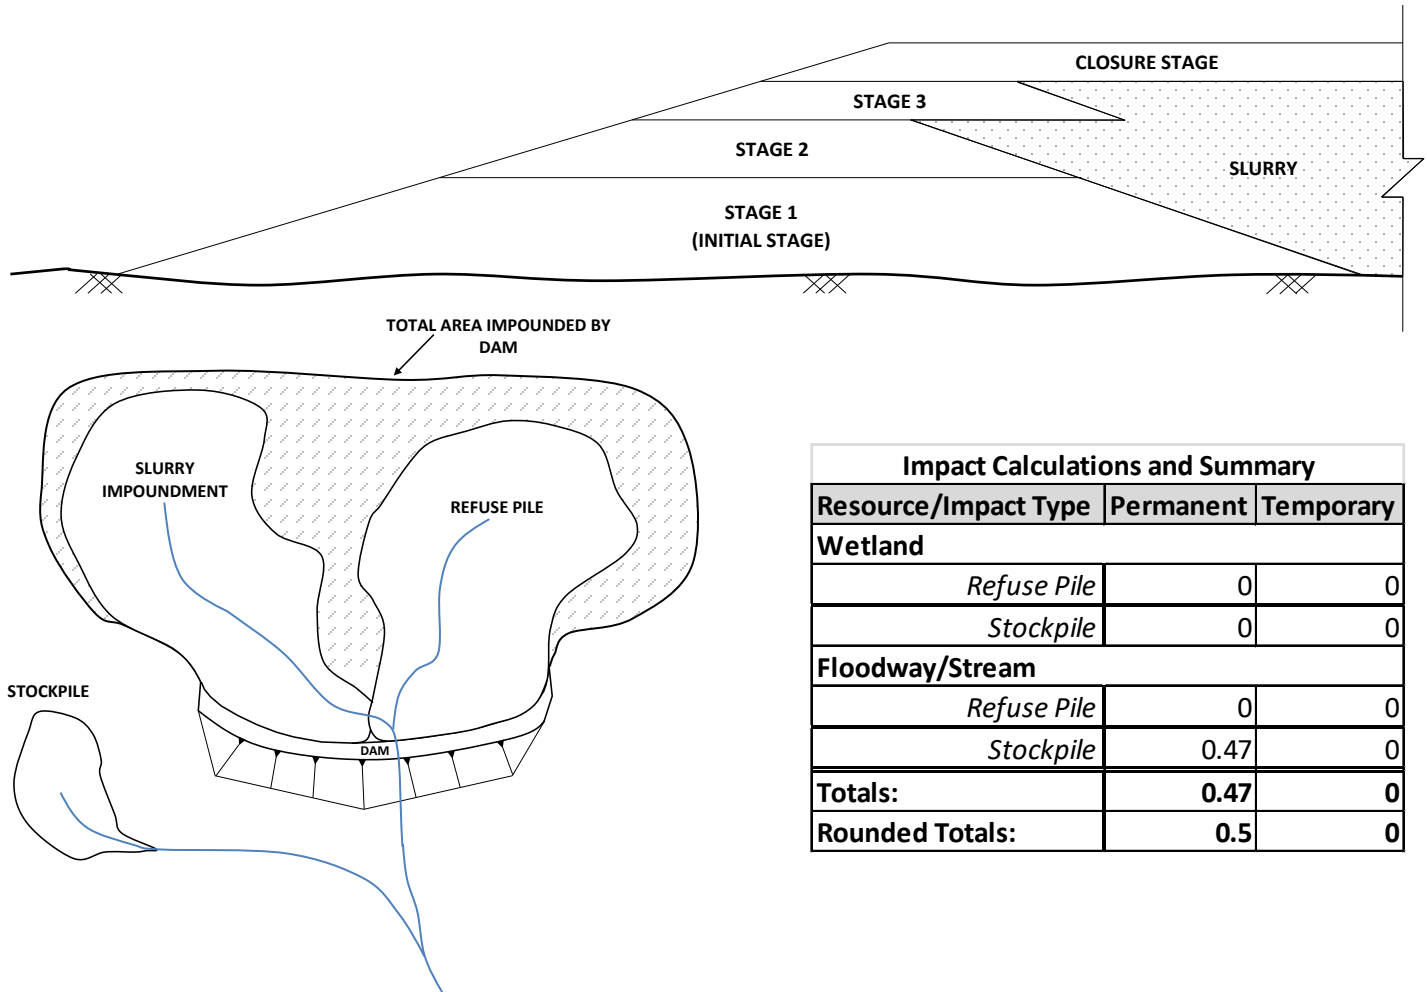 CLOSURE STAGE
STAGE 3
STAGE 2
SLURRY
STAGE 1
(INITIAL STAGE)
TOTAL AREA IMPOUNDED BY
DAM
SLURRY
IMPOUNDMENT
REFUSE PILE
STOCKPILE
DAM
Impact Calculations and Summary
Resource/Impact Type Permanent Temporary
Wetland
Refuse Pile 0 0
Stockpile 0 0
Floodway/Stream
Refuse Pile 0 0
Stockpile 0.47 0
Totals: 0.47 0
Rounded Totals: 0.5 0